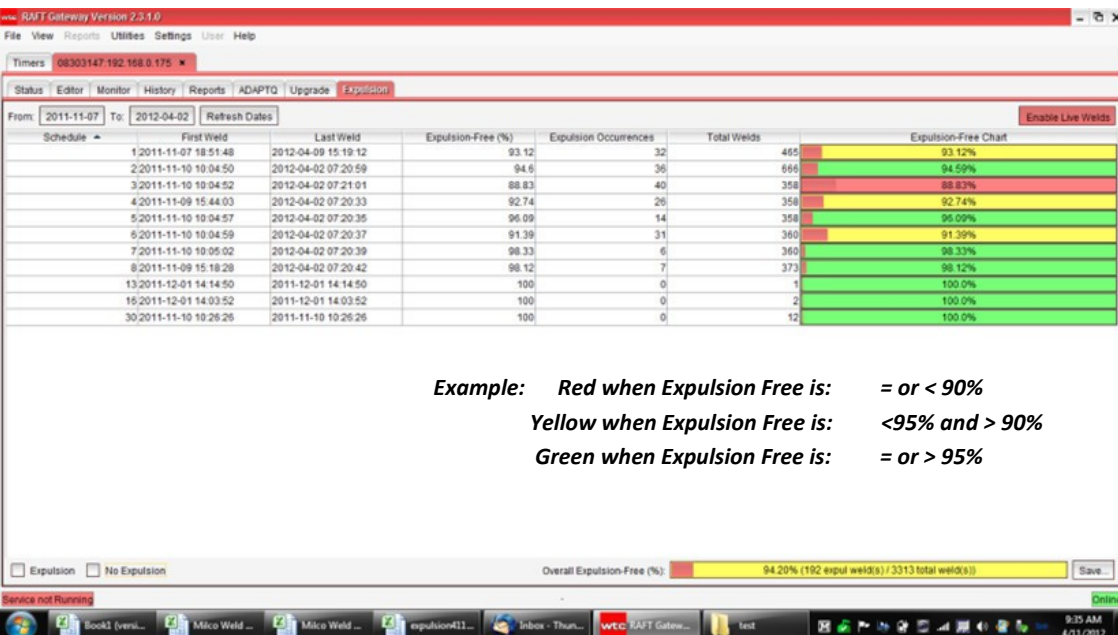 wtc RAFT Gateway Version 2.3.1.0
File View Reports Utilities Settings User Help
Timers 08303147:192.168.0.175 ×
Status Editor Monitor History Reports ADAPTQ Upgrade Expulsion
From: 2011-11-07 To: 2012-04-02 Refresh Dates Enable Live Welds
Schedule First Weld Last Weld Expulsion-Free (%) Expulsion Occurrences Total Welds Expulsion-Free Chart
1 2011-11-07 18:51:48 2012-04-09 15:19:12 93.12 32 465 93.12%
2 2011-11-10 10:04:50 2012-04-02 07:20:59 94.6 36 666 94.59%
3 2011-11-10 10:04:52 2012-04-02 07:21:01 88.83 40 358 88.83%
4 2011-11-09 15:44:03 2012-04-02 07:20:33 92.74 26 358 92.74%
5 2011-11-10 10:04:57 2012-04-02 07:20:35 96.09 14 358 96.09%
6 2011-11-10 10:04:59 2012-04-02 07:20:37 91.39 31 360 91.39%
7 2011-11-10 10:05:02 2012-04-02 07:20:39 98.33 6 360 98.33%
8 2011-11-09 15:18:28 2012-04-02 07:20:42 98.12 7 373 98.12%
13 2011-12-01 14:14:50 2011-12-01 14:14:50 100 0 1 100.0%
2011-12-01 14:03:52 2011-12-01 14:03:52 100 0 2 100.0%
30 2011-11-10 10:26:26 2011-11-10 10:26:26 100 0 12 100.0%
Example: Red when Expulsion Free is: = or < 90%
Yellow when Expulsion Free is: <95% and > 90%
Green when Expulsion Free is: = or > 95%
Expulsion No Expulsion Overall Expulsion-Free (%): 94.20% (192 expul weld(s) / 3313 total weld(s)) Save...
Service not Running Online
Book1 (versi... Milco Weld ... Milco Weld ... expulsion411... Inbox - Thun... wtc RAFT Gatew... test 9:35 AM
4/11/2012